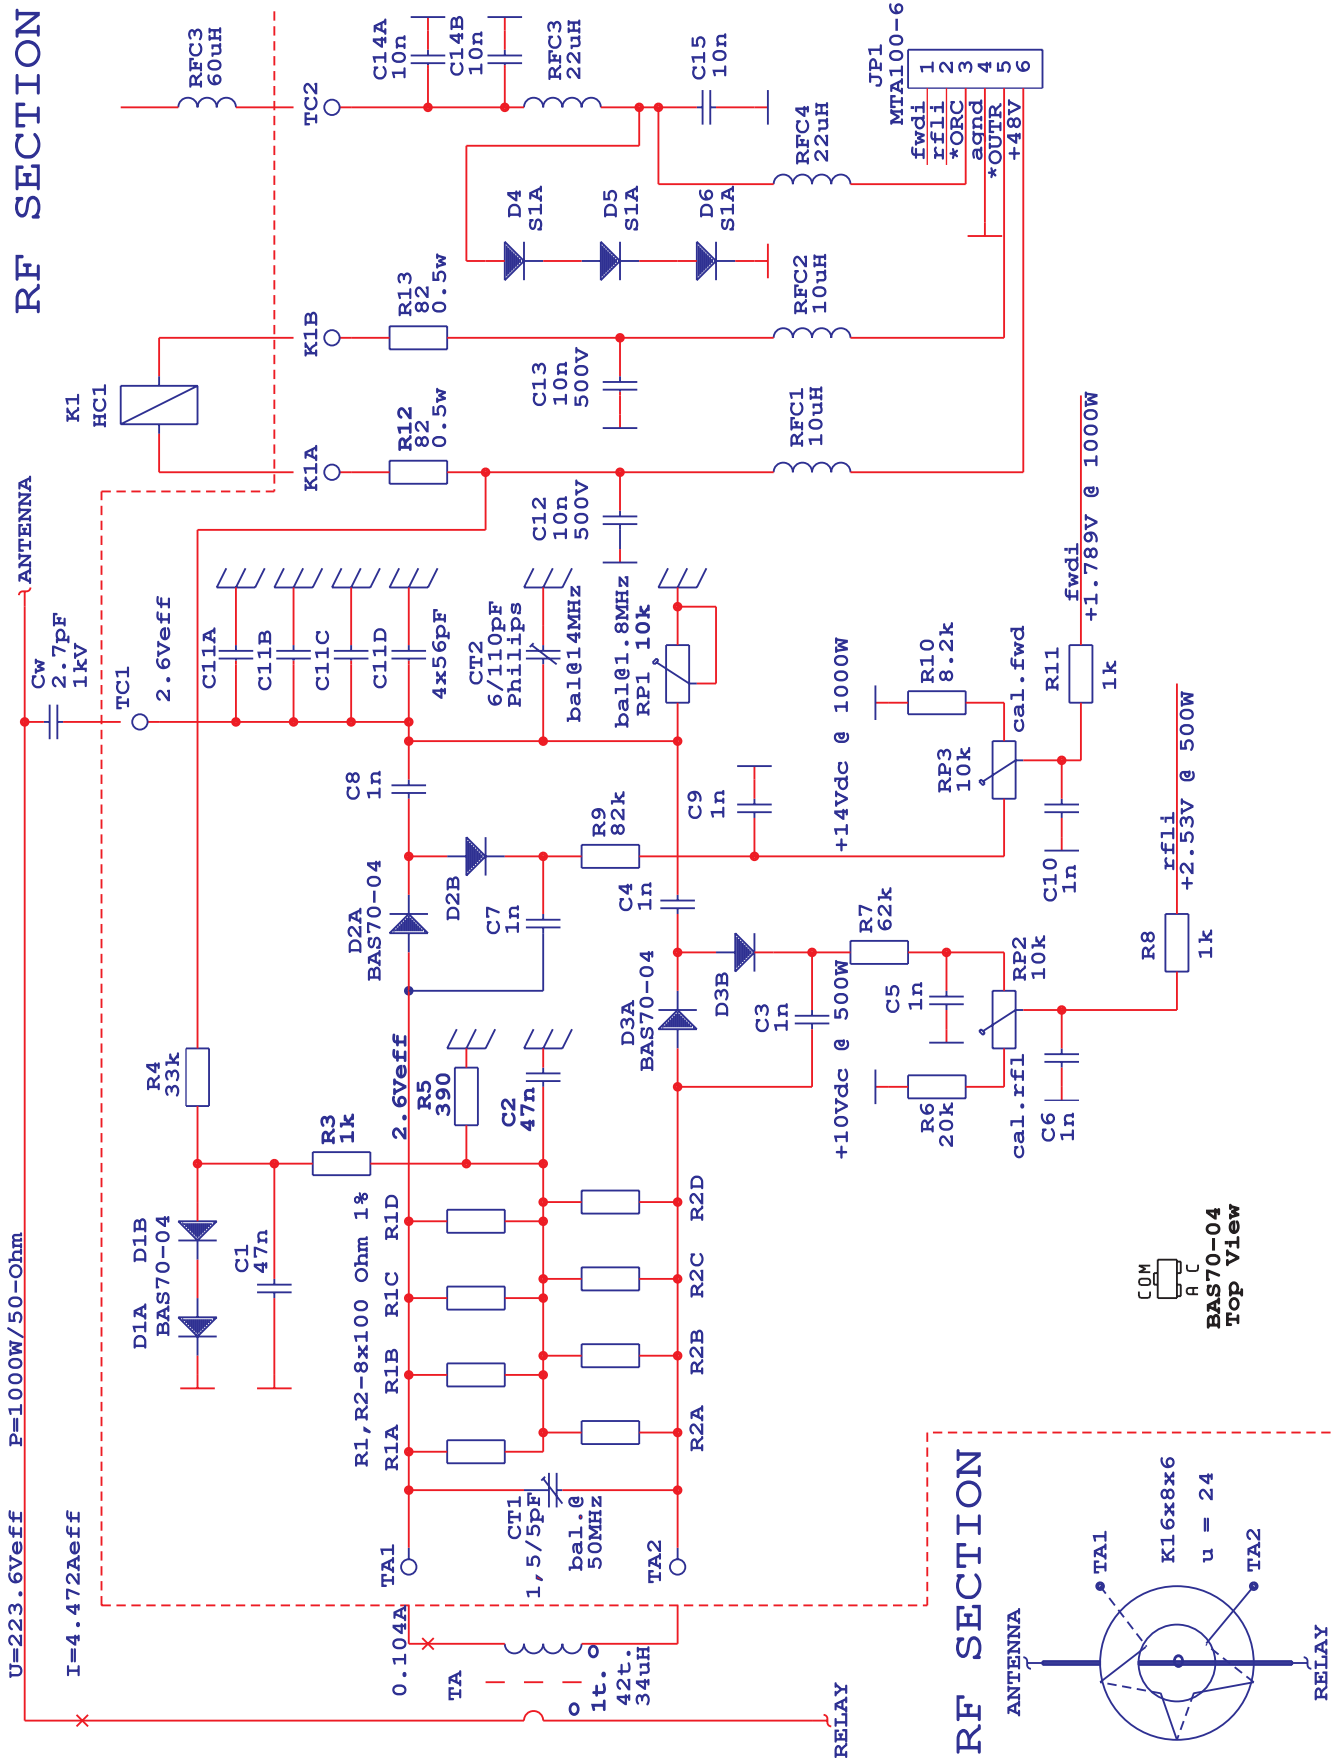 RF SECTION
U=223.6Veff
P=1000W/50-Ohm
ANTENNA
I=4.472Aeff
Cw
2.7pF
1kV
TC1
2.6Veff
K1
HC1
RFC3
60uH
TC2
K1A
K1B
R12
82
0.5w
R13
82
0.5w
C14A
10n
C14B
10n
RFC3
22uH
C15
10n
D4
S1A
D5
S1A
D6
S1A
C12
10n
500V
C13
10n
500V
RFC1
10uH
RFC2
10uH
RFC4
22uH
JP1
MTA100-6
1
2
3
4
5
6
fwdi
rfli
*ORC
agnd
*OUTR
+48V
C11A
C11B
C11C
C11D
4x56pF
CT2
6/110pF
Philips
bal@14MHz
bal@1.8MHz
RP1 10k
D1A
D1B
BAS70-04
C1
47n
R4
33k
R3
1k
2.6Veff
R5
390
C2
47n
R1,R2-8x100 Ohm 1%
R1A
R1B
R1C
R1D
R2A
R2B
R2C
R2D
CT1
1,5/5pF
bal.@
50MHz
TA1
TA2
0.104A
TA
o
1t.
o
42t.
34uH
RELAY
D2A
BAS70-04
D2B
C8
1n
C7
1n
R9
82k
C9
1n
C4
1n
D3A
BAS70-04
D3B
C3
1n
R7
62k
C5
1n
+10Vdc @ 500W
+14Vdc @ 1000W
R10
8.2k
RP3
10k
cal.fwd
C10
1n
R11
1k
fwdi
+1.789V @ 1000W
R6
20k
RP2
10k
cal.rfl
C6
1n
R8
1k
rfli
+2.53V @ 500W
COM
A C
BAS70-04
Top View
RF SECTION
ANTENNA
TA1
K16x8x6
u = 24
TA2
RELAY